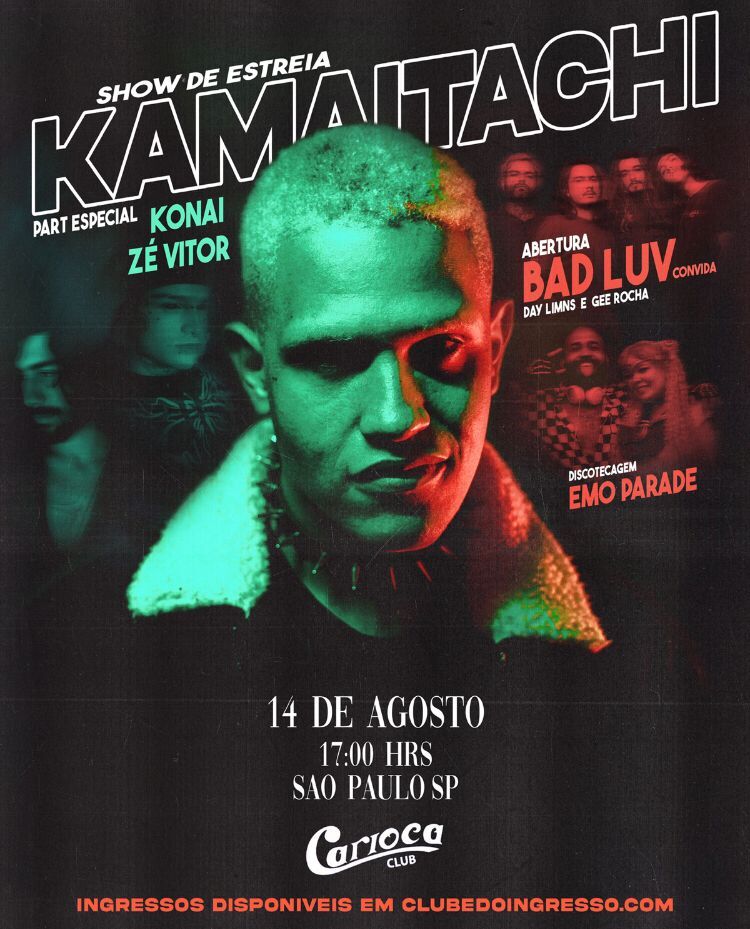 SHOW DE ESTREIA
KAMAITACHI
PART ESPECIAL KONAI
ZÉ VITOR
ABERTURA
BAD LUV CONVIDA
DAY LIMNS E GEE ROCHA
DISCOTECAGEM
EMO PARADE
14 DE AGOSTO
17:00 HRS
SAO PAULO SP
Carioca
CLUB
INGRESSOS DISPONIVEIS EM CLUBEDOINGRESSO.COM